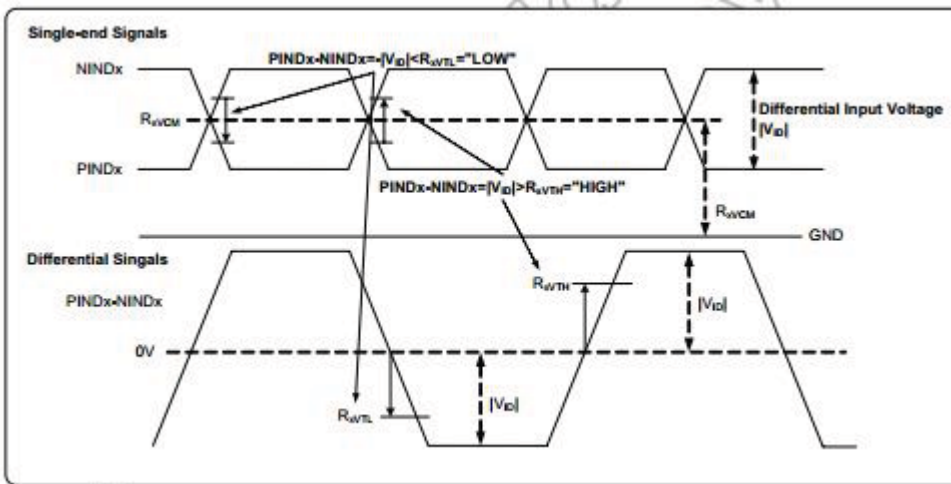 Single-end Signals
NINDx
PINDx-NINDx=-|VID|<RxVTL="LOW"
RxVCM
Differential Input Voltage
|VID|
PINDx
PINDx-NINDx=|VID|>RxVTH="HIGH"
RxVCM
GND
Differential Singals
RxVTH
PINDx-NINDx
|VID|
0V
|VID|
RxVTL